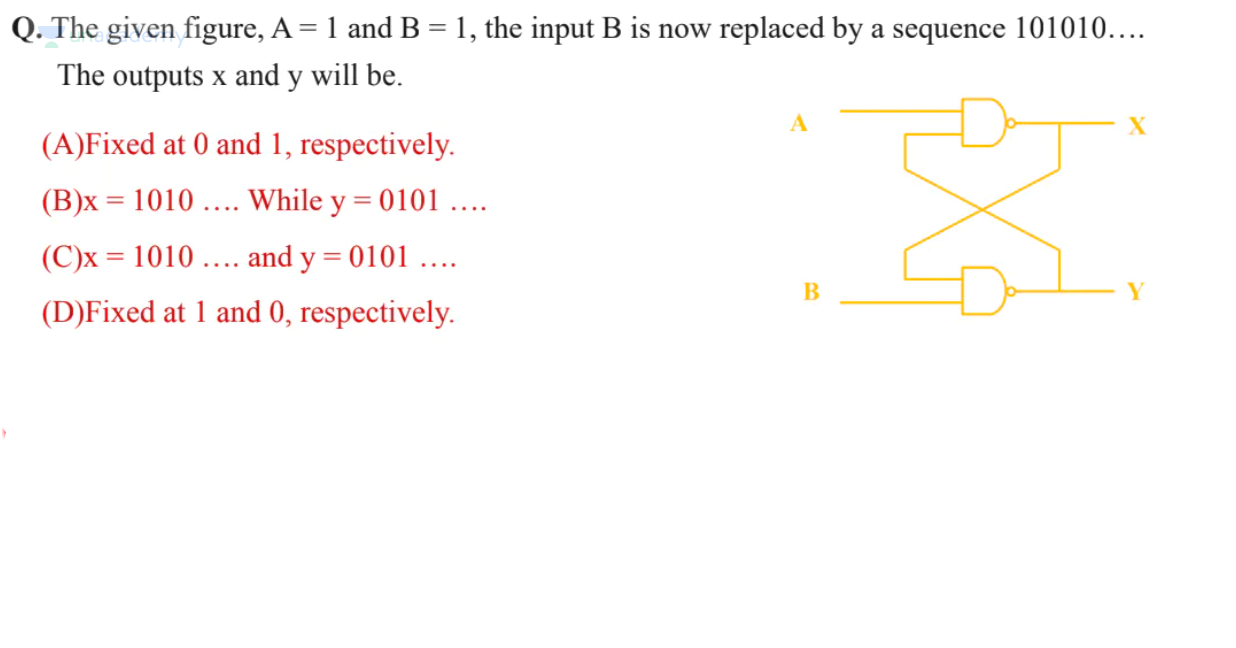 Q. The given figure, A = 1 and B = 1, the input B is now replaced by a sequence 101010….
The outputs x and y will be.
(A)Fixed at 0 and 1, respectively.
(B)x = 1010 …. While y = 0101 ….
(C)x = 1010 …. and y = 0101 ….
(D)Fixed at 1 and 0, respectively.
A
X
B
Y